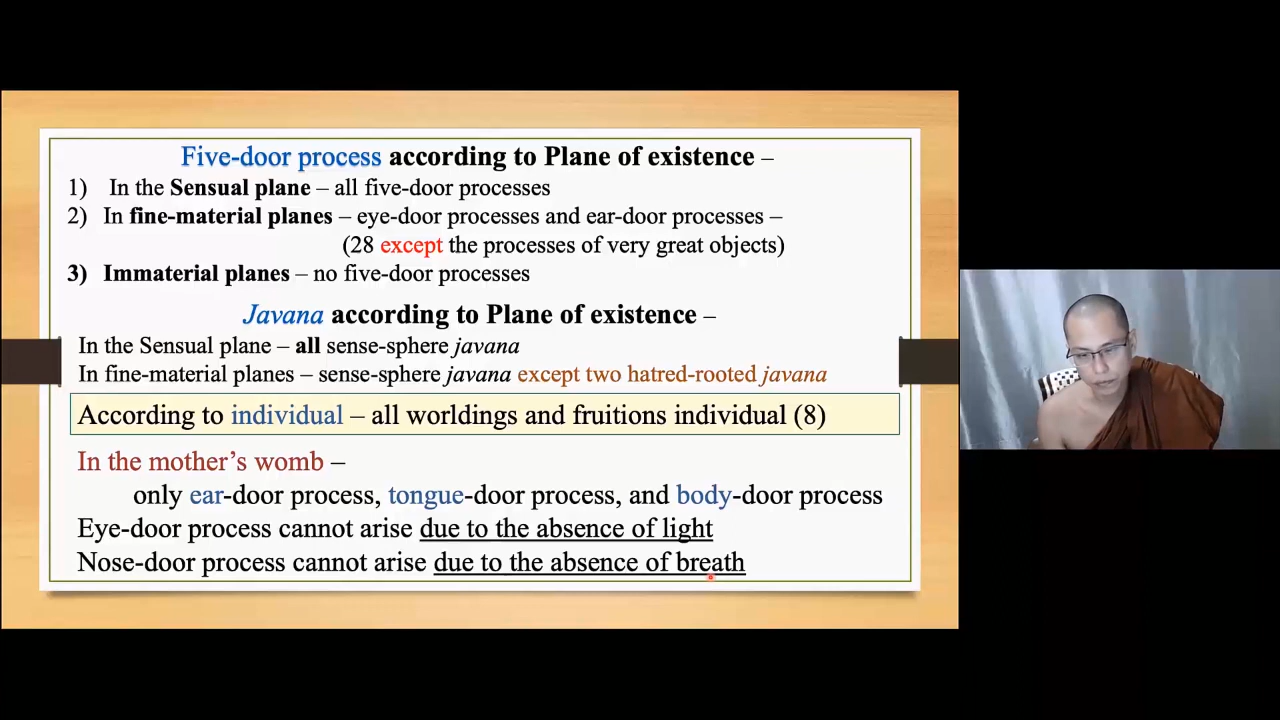 Five-door process according to Plane of existence –
1) In the Sensual plane – all five-door processes
2) In fine-material planes – eye-door processes and ear-door processes –
(28 except the processes of very great objects)
3) Immaterial planes – no five-door processes
Javana according to Plane of existence –
In the Sensual plane – all sense-sphere javana
In fine-material planes – sense-sphere javana except two hatred-rooted javana
According to individual – all worldings and fruitions individual (8)
In the mother's womb –
only ear-door process, tongue-door process, and body-door process
Eye-door process cannot arise due to the absence of light
Nose-door process cannot arise due to the absence of breath